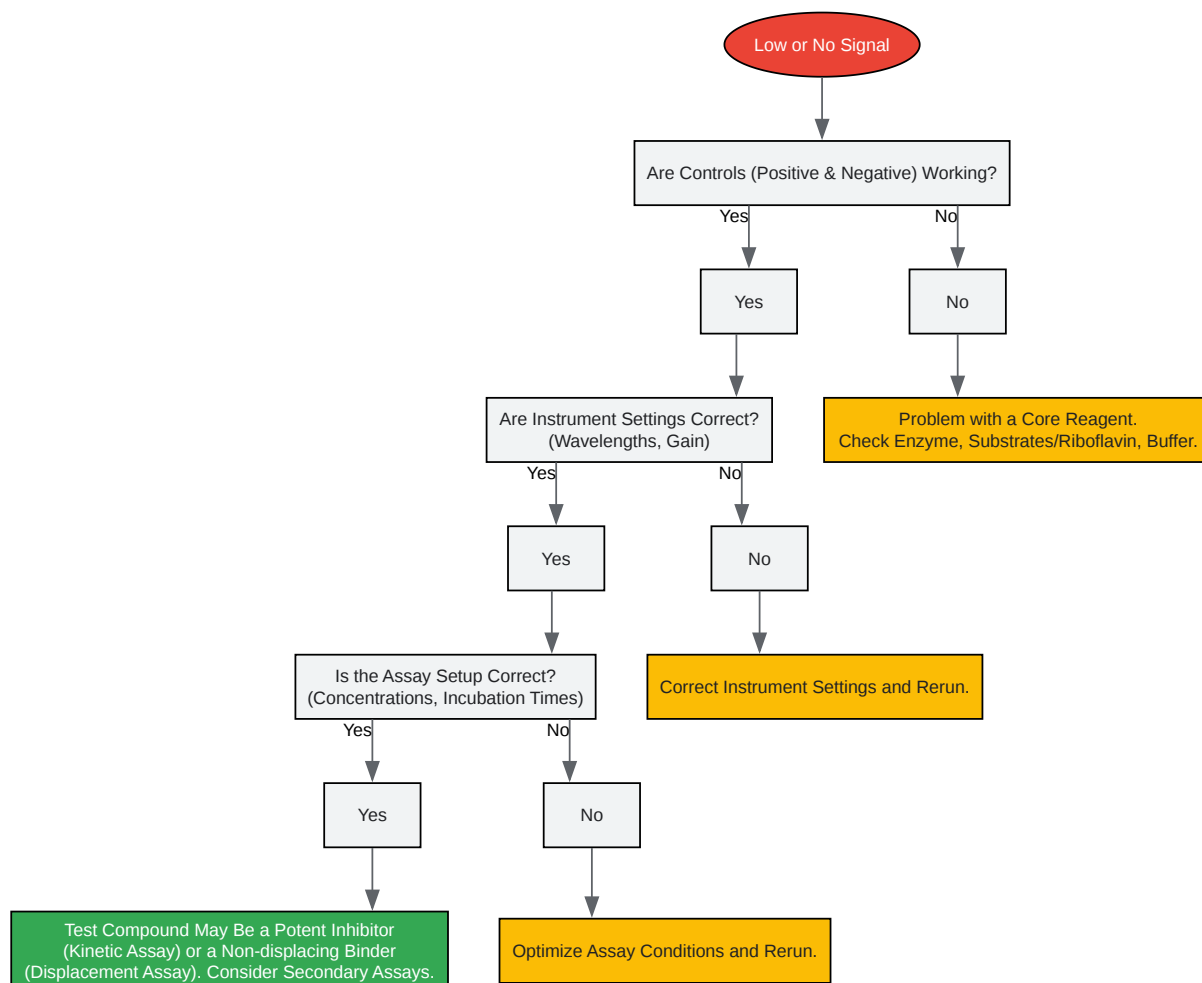 Low or No Signal
Are Controls (Positive & Negative) Working?
Yes
No
Yes
No
Are Instrument Settings Correct?
(Wavelengths, Gain)
Problem with a Core Reagent.
Check Enzyme, Substrates/Riboflavin, Buffer.
Yes
No
Yes
No
Is the Assay Setup Correct?
(Concentrations, Incubation Times)
Correct Instrument Settings and Rerun.
Yes
No
Yes
No
Test Compound May Be a Potent Inhibitor
(Kinetic Assay) or a Non-displacing Binder
(Displacement Assay). Consider Secondary Assays.
Optimize Assay Conditions and Rerun.